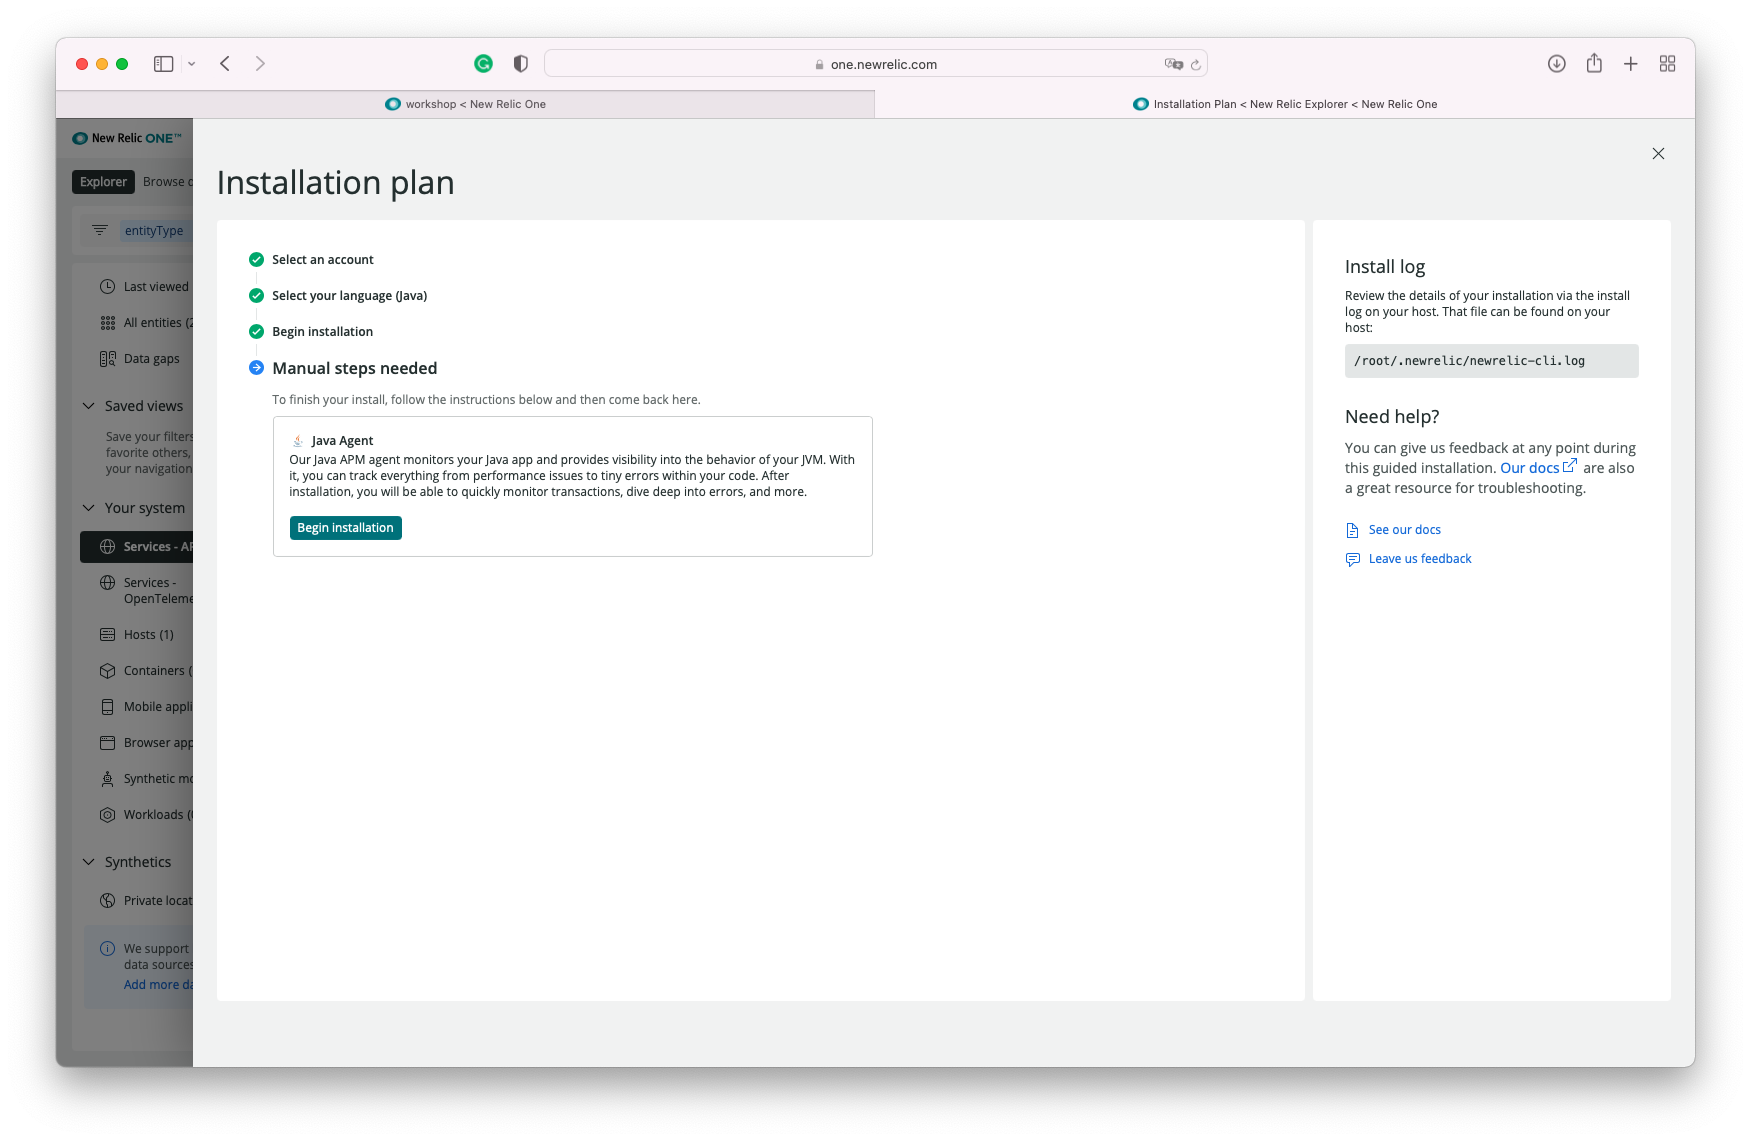 one.newrelic.com
workshop < New Relic One
Installation Plan < New Relic Explorer < New Relic One
New Relic ONE™
Explorer
Browse
entityType
Last viewed
All entities
Data gaps
Saved views
Save your filters
favorite others,
your navigation
Your system
Services -
Services -
Hosts (1)
Containers
Mobile
Browser
Synthetic
Workloads
Synthetics
Private
We support
data sources
Add more
Installation plan
Select an account
Select your language (Java)
Begin installation
Manual steps needed
To finish your install, follow the instructions below and then come back here.
Java Agent
Our Java APM agent monitors your Java app and provides visibility into the behavior of your JVM. With
it, you can track everything from performance issues to tiny errors within your code. After
installation, you will be able to quickly monitor transactions, dive deep into errors, and more.
Begin installation
Install log
Review the details of your installation via the install
log on your host. That file can be found on your
host:
/root/.newrelic/newrelic-cli.log
Need help?
You can give us feedback at any point during
this guided installation. Our docs are also
a great resource for troubleshooting.
See our docs
Leave us feedback